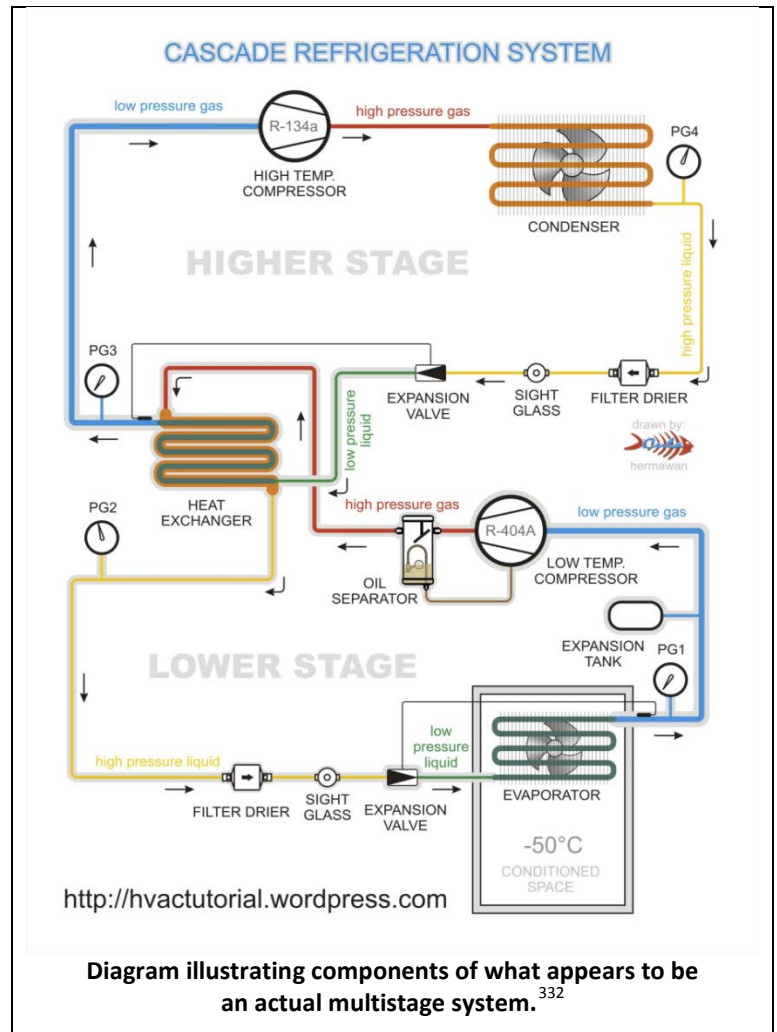 CASCADE REFRIGERATION SYSTEM
low pressure gas
R-134a
high pressure gas
HIGH TEMP.
COMPRESSOR
PG4
CONDENSER
HIGHER STAGE
high pressure liquid
PG3
EXPANSION
VALVE
SIGHT
GLASS
FILTER DRIER
drawn by:
hermawan
low pressure
liquid
HEAT
EXCHANGER
PG2
high pressure gas
R-404A
low pressure gas
LOW TEMP.
COMPRESSOR
OIL
SEPARATOR
EXPANSION
TANK
PG1
LOWER STAGE
high pressure liquid
FILTER DRIER
SIGHT
GLASS
EXPANSION
VALVE
low
pressure
liquid
EVAPORATOR
-50°C
CONDITIONED
SPACE
http://hvactutorial.wordpress.com
Diagram illustrating components of what appears to be
an actual multistage system.332